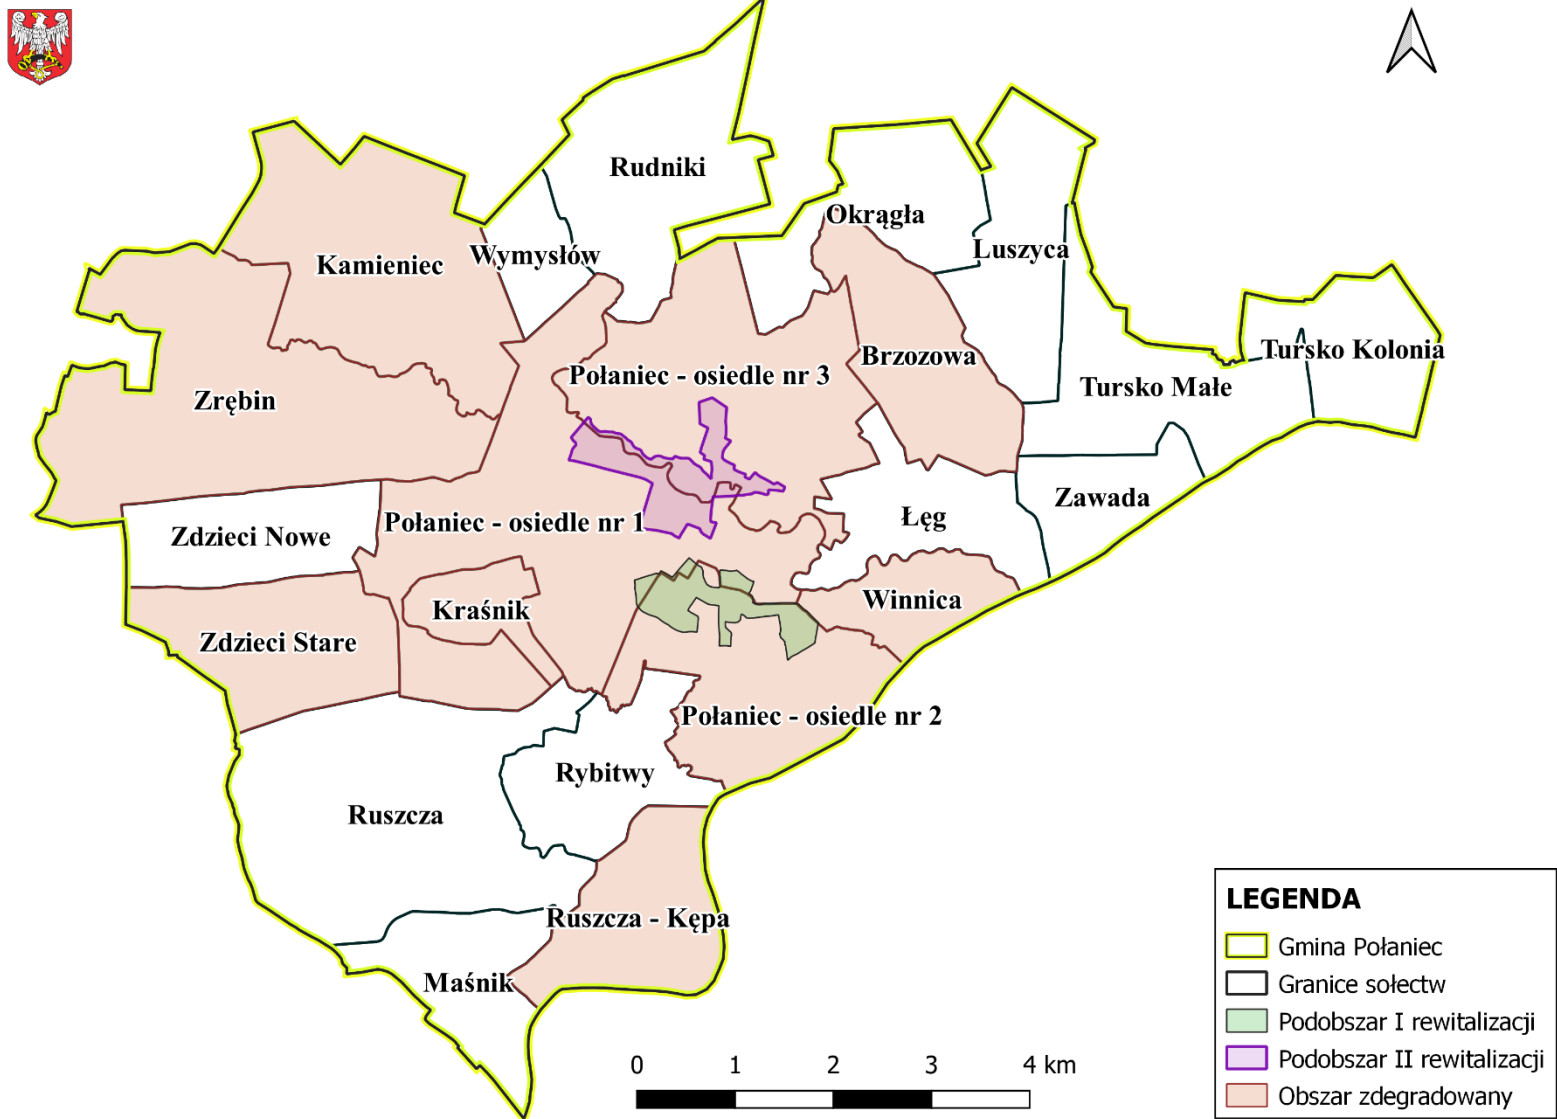 Rudniki
Okrągła
Luszyca
Wymysłów
Kamieniec
Tursko Kolonia
Brzozowa
Połaniec - osiedle nr 3
Tursko Małe
Zrębin
Zawada
Łęg
Połaniec - osiedle nr 1
Zdzieci Nowe
Winnica
Kraśnik
Zdzieci Stare
Połaniec - osiedle nr 2
Rybitwy
Ruszcza
Ruszcza - Kępa
Maśnik
0 1 2 3 4 km
LEGENDA
Gmina Połaniec
Granice sołectw
Podobszar I rewitalizacji
Podobszar II rewitalizacji
Obszar zdegradowany